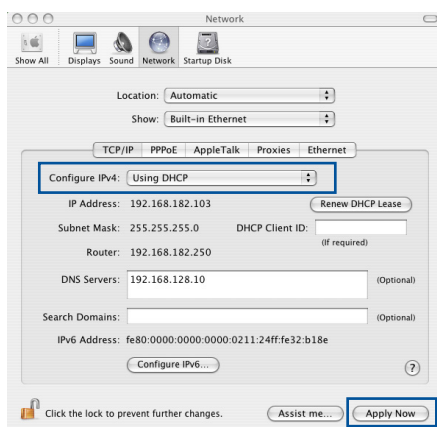 Network
Show All Displays Sound Network Startup Disk
Location: Automatic
Show: Built-in Ethernet
TCP/IP PPPoE AppleTalk Proxies Ethernet
Configure IPv4: Using DHCP
IP Address: 192.168.182.103 Renew DHCP Lease
Subnet Mask: 255.255.255.0 DHCP Client ID:
(If required)
Router: 192.168.182.250
DNS Servers: 192.168.128.10 (Optional)
Search Domains: (Optional)
IPv6 Address: fe80:0000:0000:0000:0211:24ff:fe32:b18e
Configure IPv6... ?
Click the lock to prevent further changes. Assist me... Apply Now